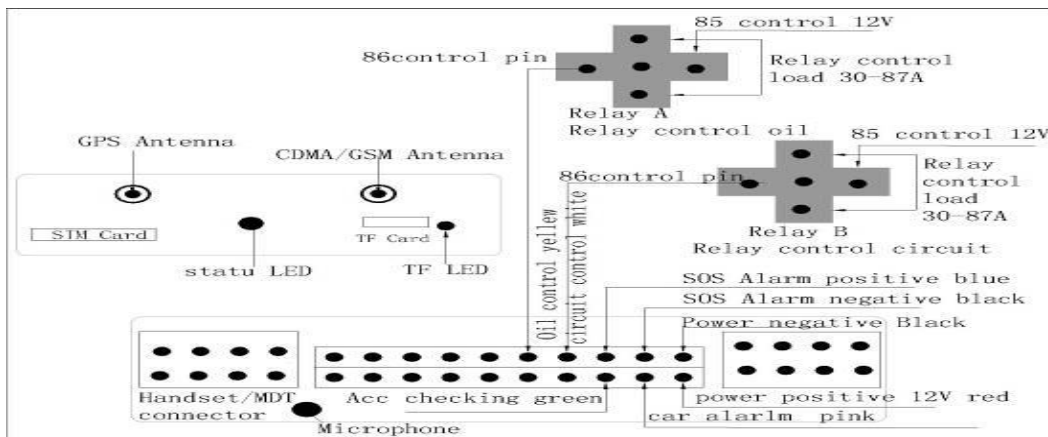 85 control 12V
86control pin
Relay control
load 30-87A
Relay A
Relay control oil
85 control 12V
GPS Antenna
CDMA/GSM Antenna
86control pin
Relay
control
load
30-87A
SIM Card
TF Card
Relay B
Relay control circuit
statu LED
TF LED
Oil control yellew
circuit control white
SOS Alarm positive blue
SOS Alarm negative black
Power negative Black
Handset/MDT
connector
Acc checking green
power positive 12V red
car alarlm pink
Microphone